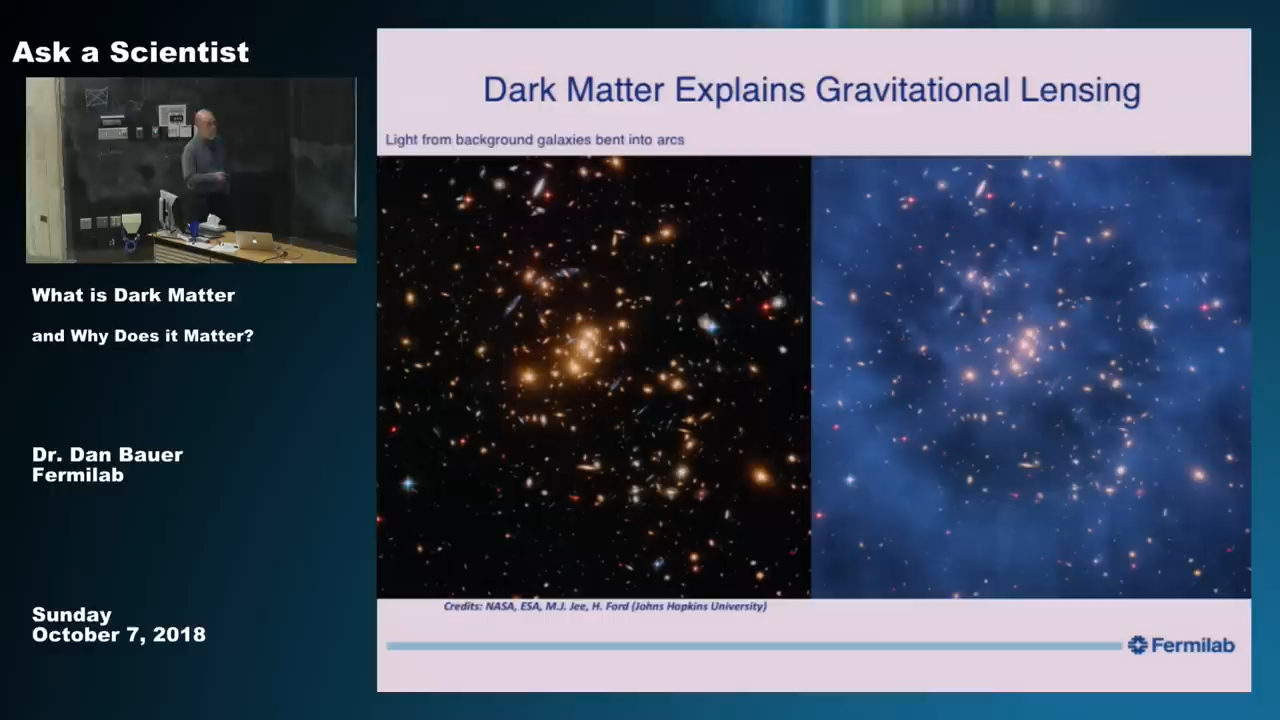 Ask a Scientist
What is Dark Matter
and Why Does it Matter?
Dr. Dan Bauer
Fermilab
Sunday
October 7, 2018
Dark Matter Explains Gravitational Lensing
Light from background galaxies bent into arcs
Credits: NASA, ESA, M.J. Jee, H. Ford (Johns Hopkins University)
Fermilab